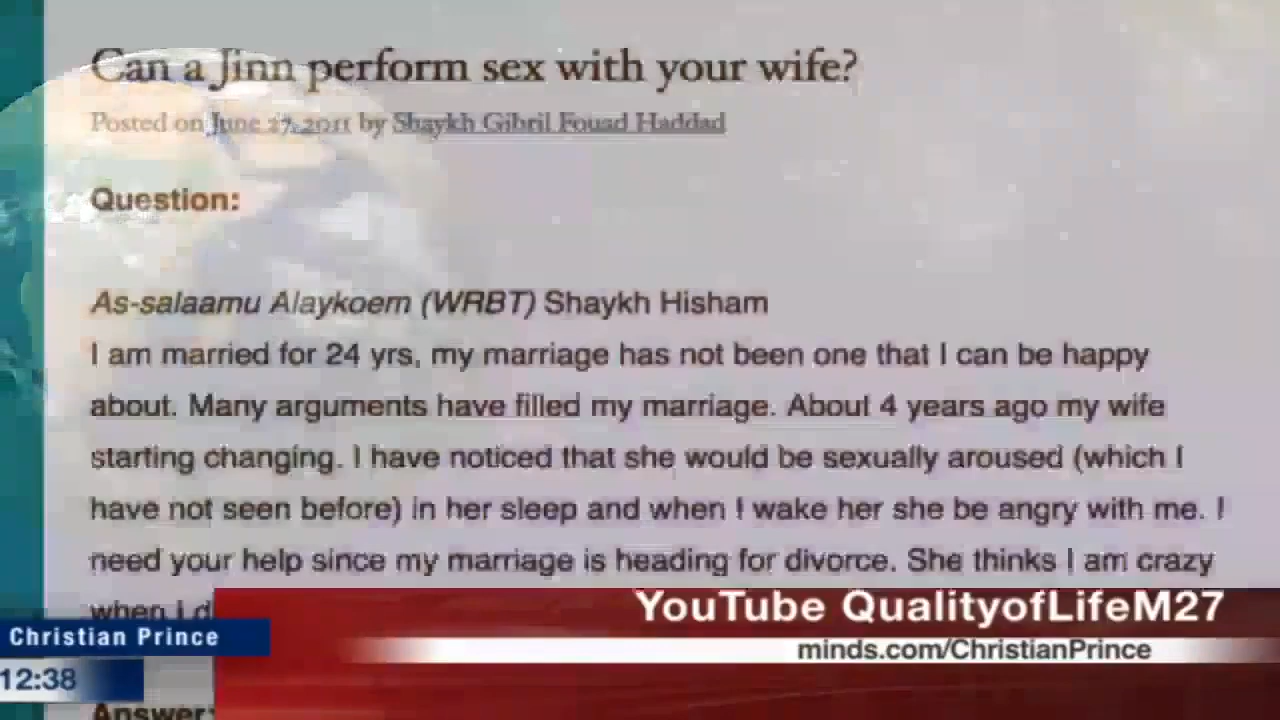 Can a Jinn perform sex with your wife?
Posted on June 27, 2011 by Shaykh Gibril Fouad Haddad
Question:
As-salaamu Alaykoem (WRBT) Shaykh Hisham
I am married for 24 yrs, my marriage has not been one that I can be happy
about. Many arguments have filled my marriage. About 4 years ago my wife
starting changing. I have noticed that she would be sexually aroused (which I
have not seen before) in her sleep and when I wake her she be angry with me. I
need your help since my marriage is heading for divorce. She thinks I am crazy
when I d
YouTube QualityofLifeM27
Christian Prince
minds.com/ChristianPrince
12:38
Answer: